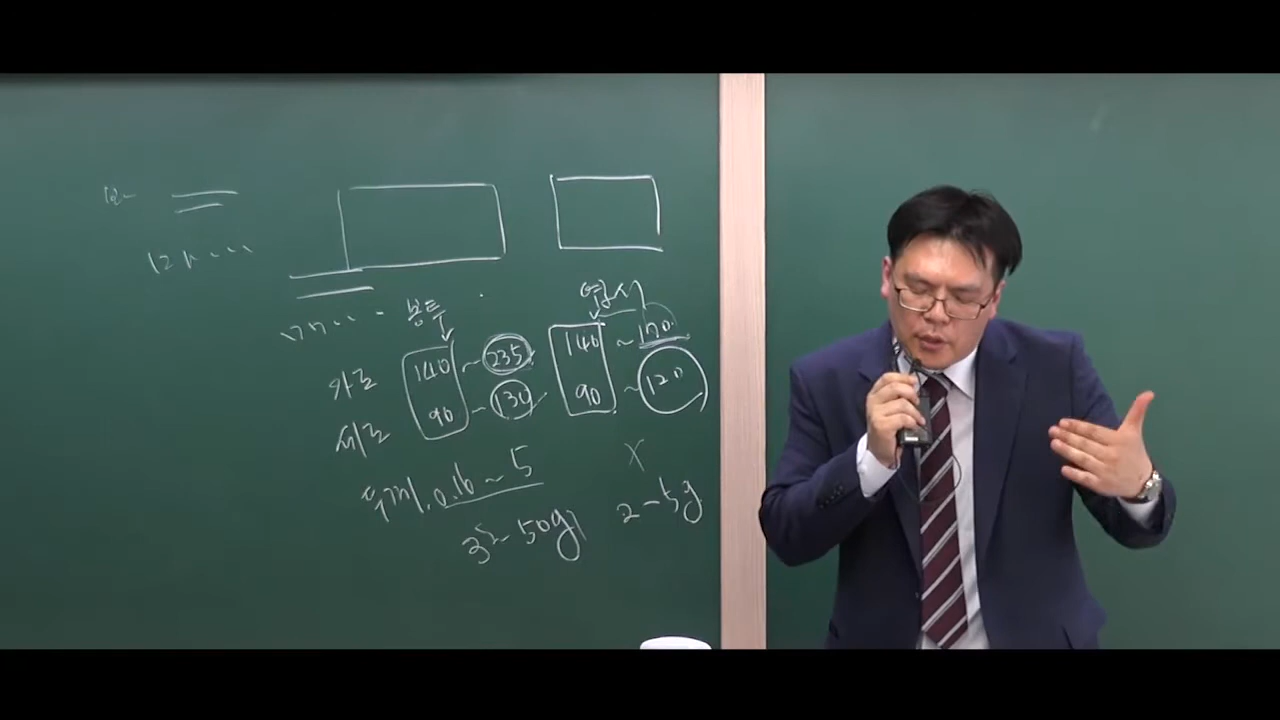 봉투 엽서
가로 140 ~ 235 140 ~ 170
세로 90 ~ 130 90 ~ 120
두께 0.16 ~ 5 X
3~50g 2~5g